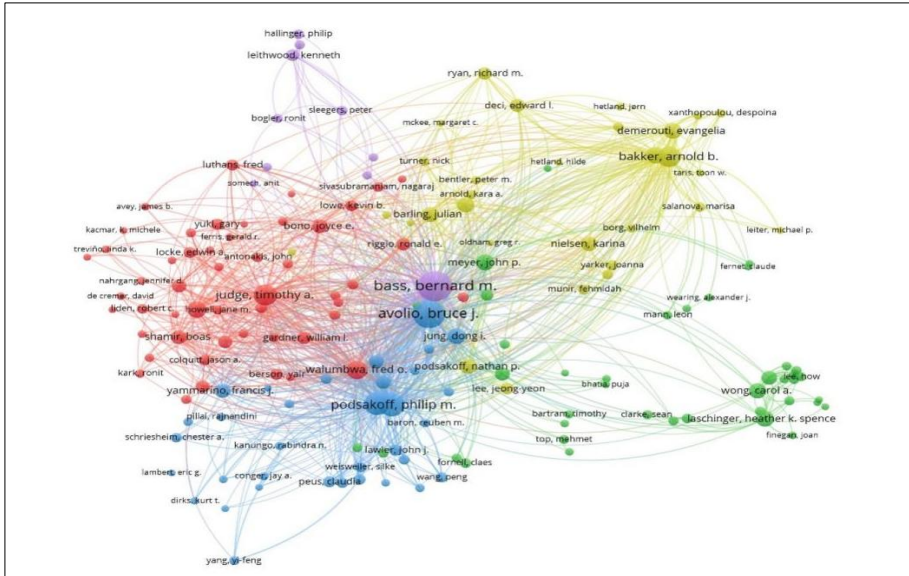 hallinger, philip
leithwood, kenneth
ryan, richard m.
sleegers, peter
deci, edward l.
hetland, jørn
xanthopoulou, despoina
bogler, ronit
mckee, margaret c.
demerouti, evangelia
turner, nick
hetland, hilde
bakker, arnold b.
luthans, fred
bentler, peter m.
taris, toon w.
somech, anit
sivasubramaniam, nagaraj
arnold, kara a.
avey, james b.
lowe, kevin b.
salanova, marisa
yukl, gary
barling, julian
kacmar, k. michele
ferris, gerald r.
bono, joyce e.
borg, vilhelm
leiter, michael p.
treviño, linda k.
locke, edwin a.
riggio, ronald e.
oldham, greg r.
nielsen, karina
antonakis, john
meyer, john p.
yarker, joanna
fernet, claude
nahrgang, jennifer d.
bass, bernard m.
munir, fehmidah
wearing, alexander j.
de cremer, david
judge, timothy a.
liden, robert c.
howell, jane m.
avolio, bruce j.
mann, leon
shamir, boas
gardner, william l.
jung, dong i.
colquitt, jason a.
walumbwa, fred o.
podsakoff, nathan p.
kark, ronit
berson, yair
bhatia, puja
wong, carol a.
yammarino, francis j.
lee, jeong-yeon
podsakoff, philip m.
pillai, rajnandini
bartram, timothy
clarke, sean
laschinger, heather k. spence
baron, reuben m.
schriesheim, chester a.
top, mehmet
finegan, joan
kanungo, rabindra n.
lawler, john j.
fornell, claes
lambert, eric g.
conger, jay a.
weisweiler, silke
wang, peng
peus, claudia
dirks, kurt t.
yang, yi-feng